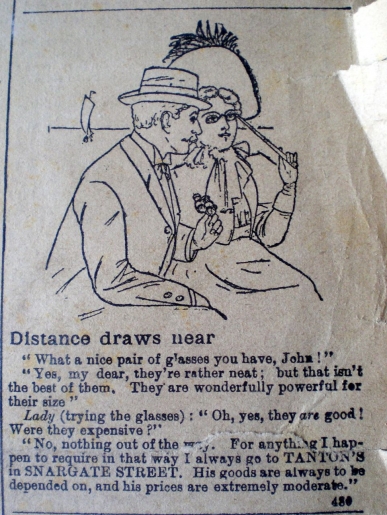 Distance draws near
"What a nice pair of glasses you have, John!"
"Yes, my dear, they're rather neat; but that isn't
the best of them. They are wonderfully powerful for
their size"
Lady (trying the glasses): "Oh, yes, they are good!
Were they expensive?"
"No, nothing out of the way. For anything I hap-
pen to require in that way I always go to TANTON'S
in SNARGATE STREET. His goods are always to be
depended on, and his prices are extremely moderate."
480